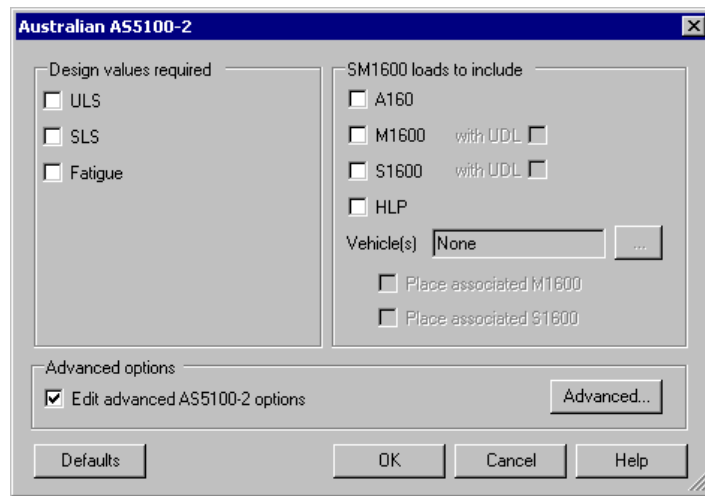 Australian AS5100-2
Design values required
ULS
SLS
Fatigue
SM1600 loads to include
A160
M1600 with UDL
S1600 with UDL
HLP
Vehicle(s) None ...
Place associated M1600
Place associated S1600
Advanced options
Edit advanced AS5100-2 options Advanced...
Defaults OK Cancel Help